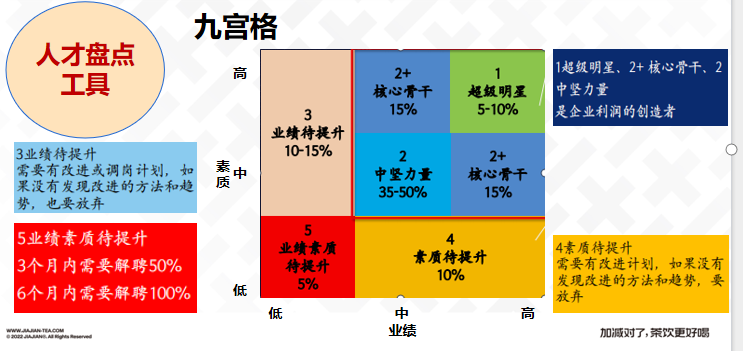 九宫格
人才盘点
工具
高
中
低
素
质
3
业绩待提升
10-15%
2+
核心骨干
15%
1
超级明星
5-10%
2
中坚力量
35-50%
2+
核心骨干
15%
5
业绩素质
待提升
5%
4
素质待提升
10%
低
中
高
业绩
1超级明星、2+ 核心骨干、2
中坚力量
是企业利润的创造者
3业绩待提升
需要有改进或调岗计划，如
果没有发现改进的方法和趋
势，也要放弃
5业绩素质待提升
3个月内需要解聘50%
6个月内需要解聘100%
4素质待提升
需要有改进计划，如果没有
发现改进的方法和趋势，要
放弃
WWW.JIAJIAN-TEA.COM
© 2022 JIAJIAN®. All Rights Reserved
加减对了，茶饮更好喝